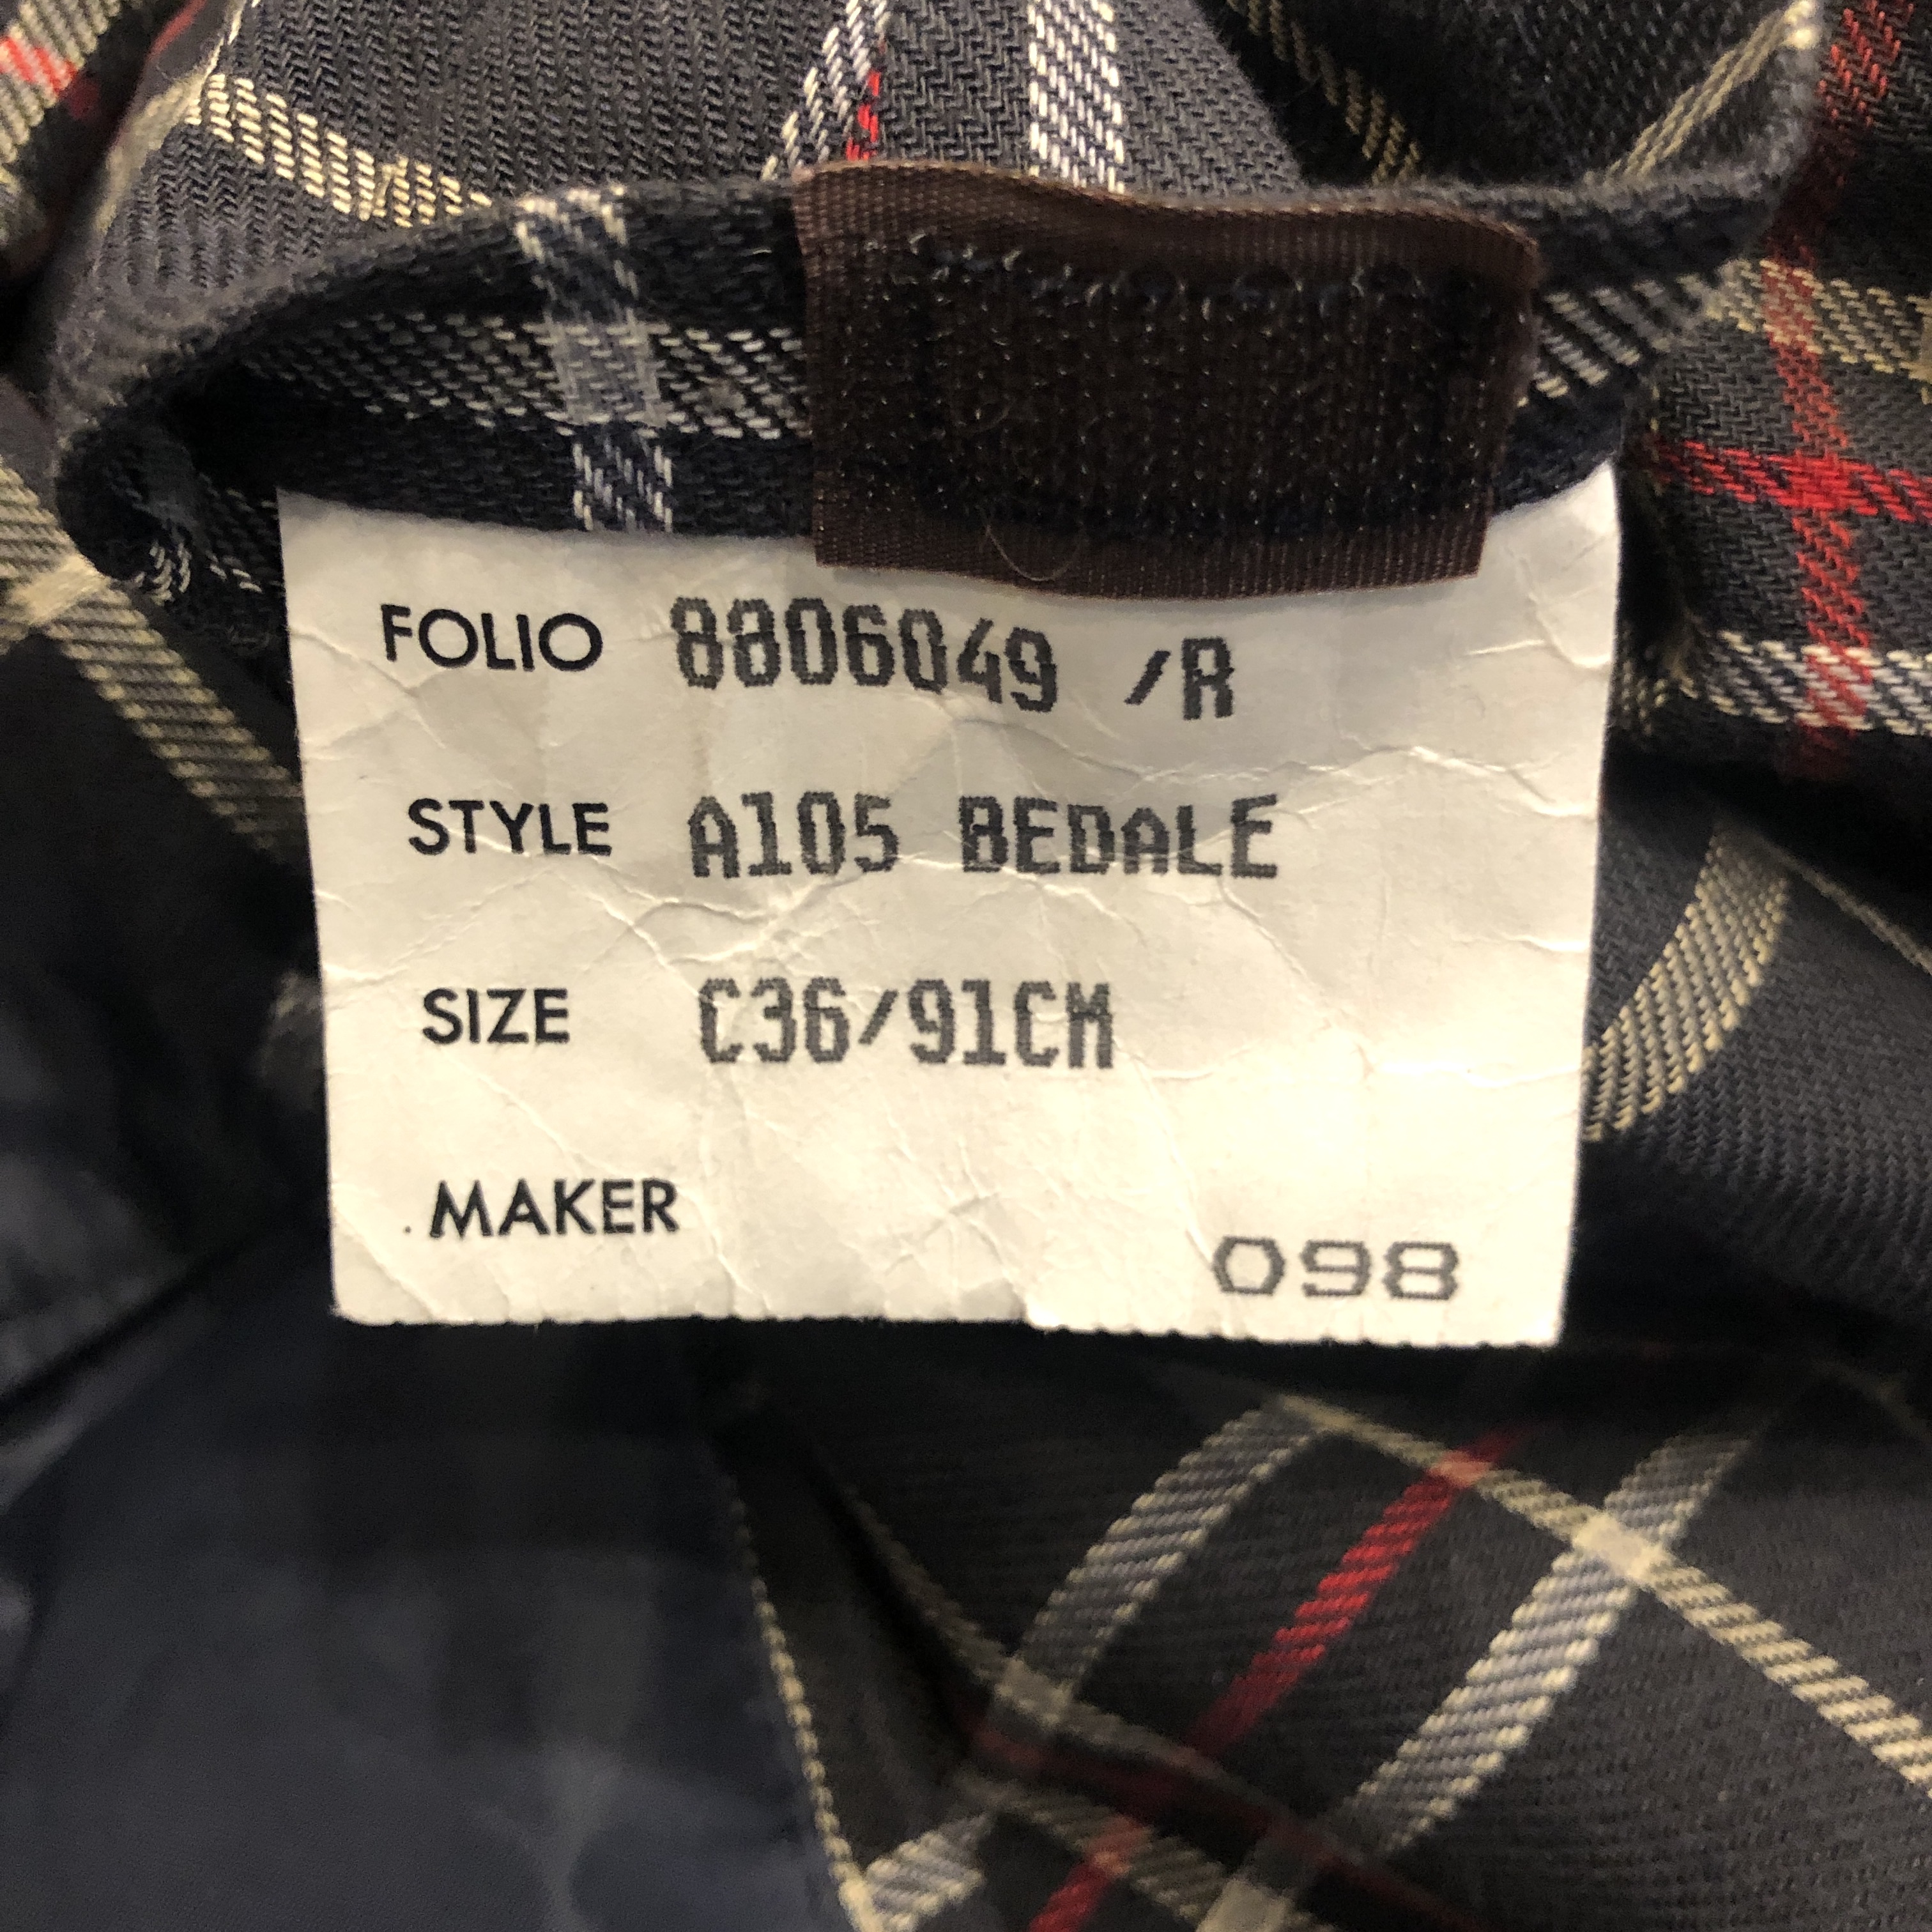 FOLIO 8806049 /R
STYLE A105 BEDALE
SIZE C36/91CM
MAKER
098